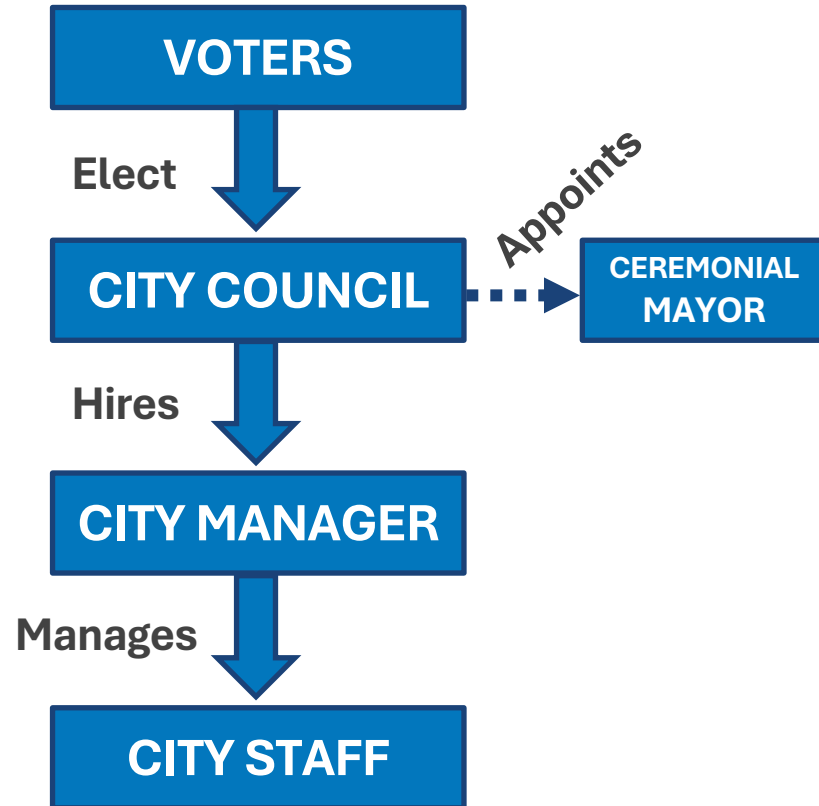 VOTERS
Elect
Appoints
CITY COUNCIL
CEREMONIAL
MAYOR
Hires
CITY MANAGER
Manages
CITY STAFF